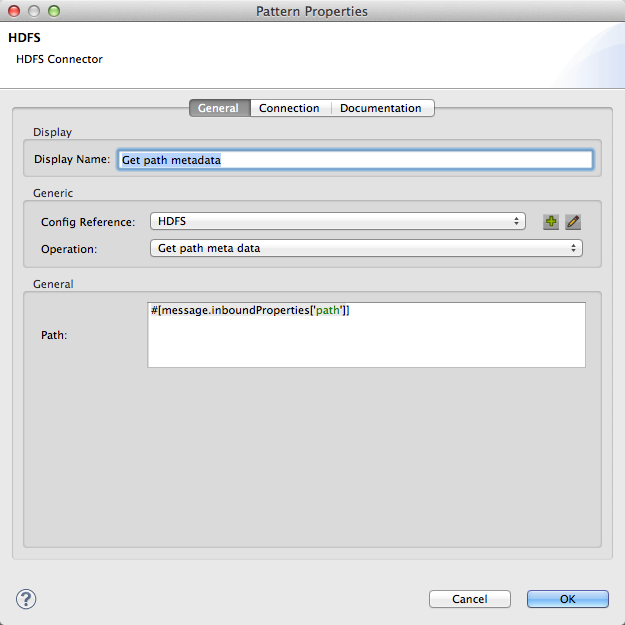 Pattern Properties
HDFS
HDFS Connector
General Connection Documentation
Display
Display Name: Get path metadata
Generic
Config Reference: HDFS
Operation: Get path meta data
General
#[message.inboundProperties['path']]
Path:
?
Cancel OK